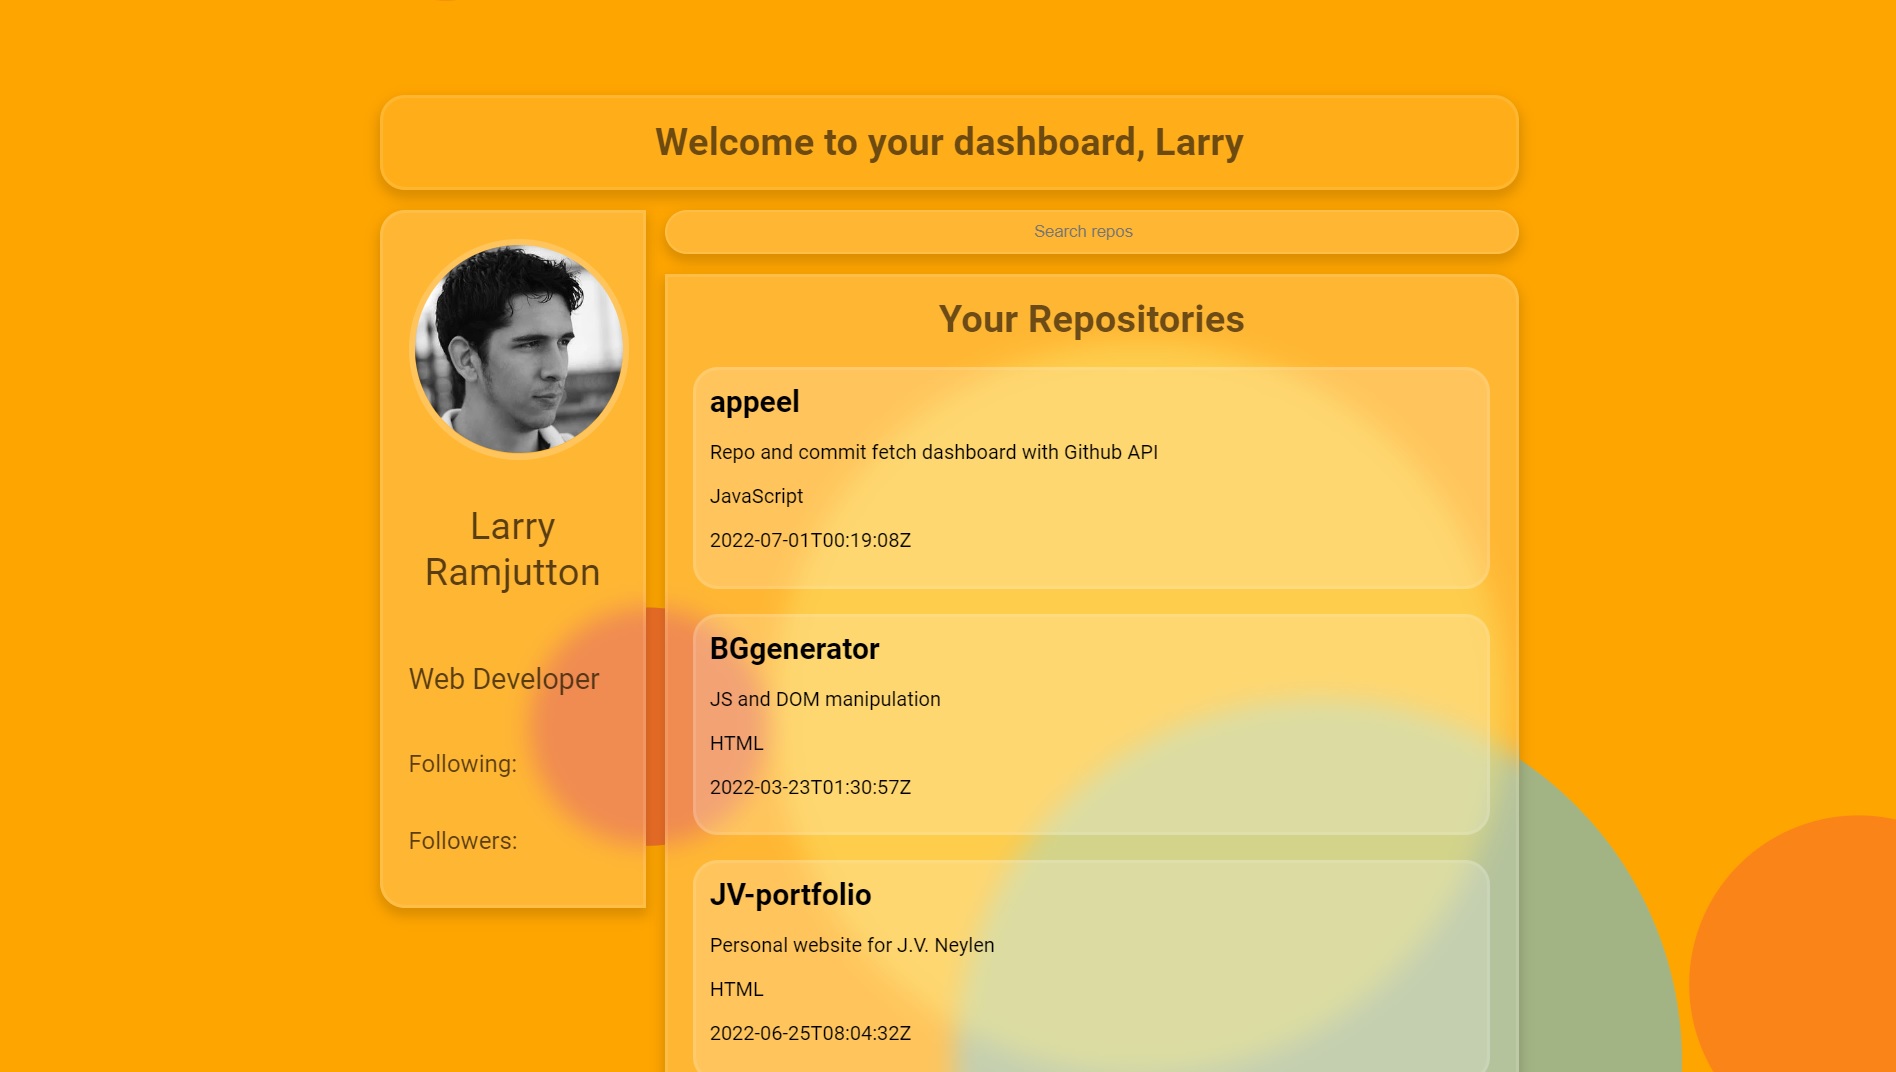 Welcome to your dashboard, Larry
Larry
Ramjutton
Web Developer
Following:
Followers:
Search repos
Your Repositories
appeel
Repo and commit fetch dashboard with Github API
JavaScript
2022-07-01T00:19:08Z
BGgenerator
JS and DOM manipulation
HTML
2022-03-23T01:30:57Z
JV-portfolio
Personal website for J.V. Neylen
HTML
2022-06-25T08:04:32Z